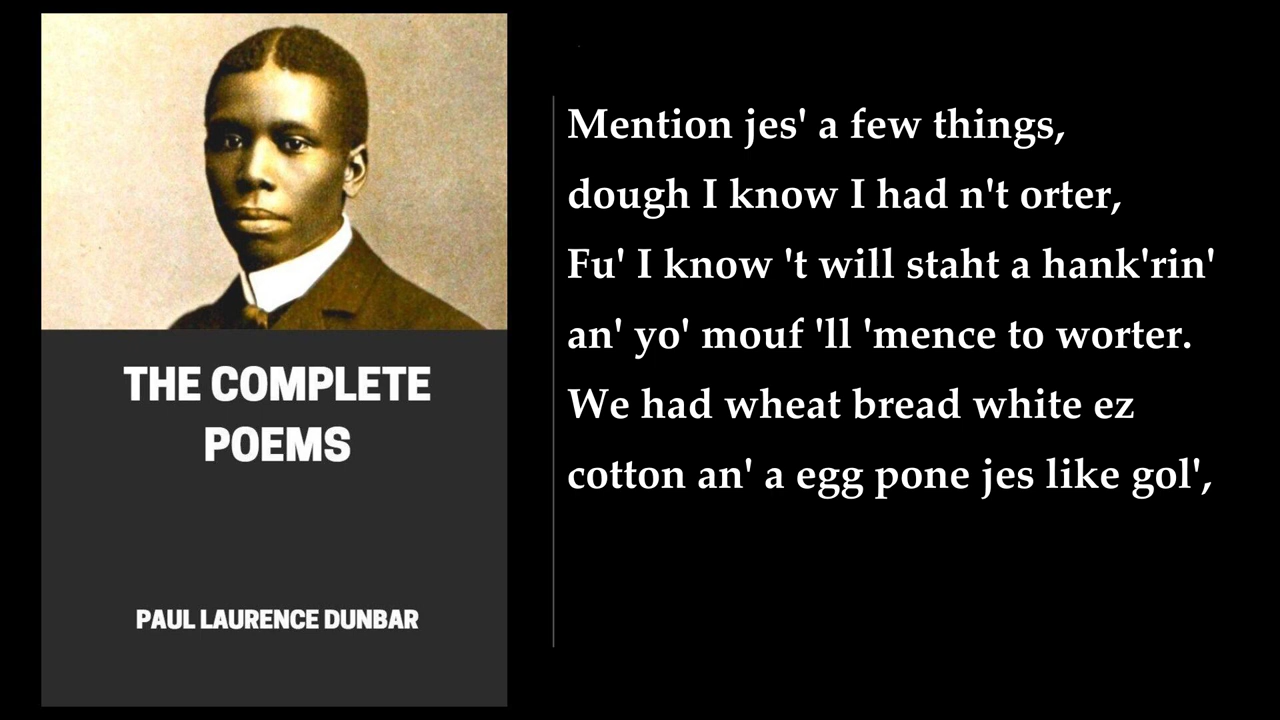 THE COMPLETE
POEMS
PAUL LAURENCE DUNBAR
Mention jes' a few things,
dough I know I had n't orter,
Fu' I know 't will staht a hank'rin'
an' yo' mouf 'll 'mence to worter.
We had wheat bread white ez
cotton an' a egg pone jes like gol',